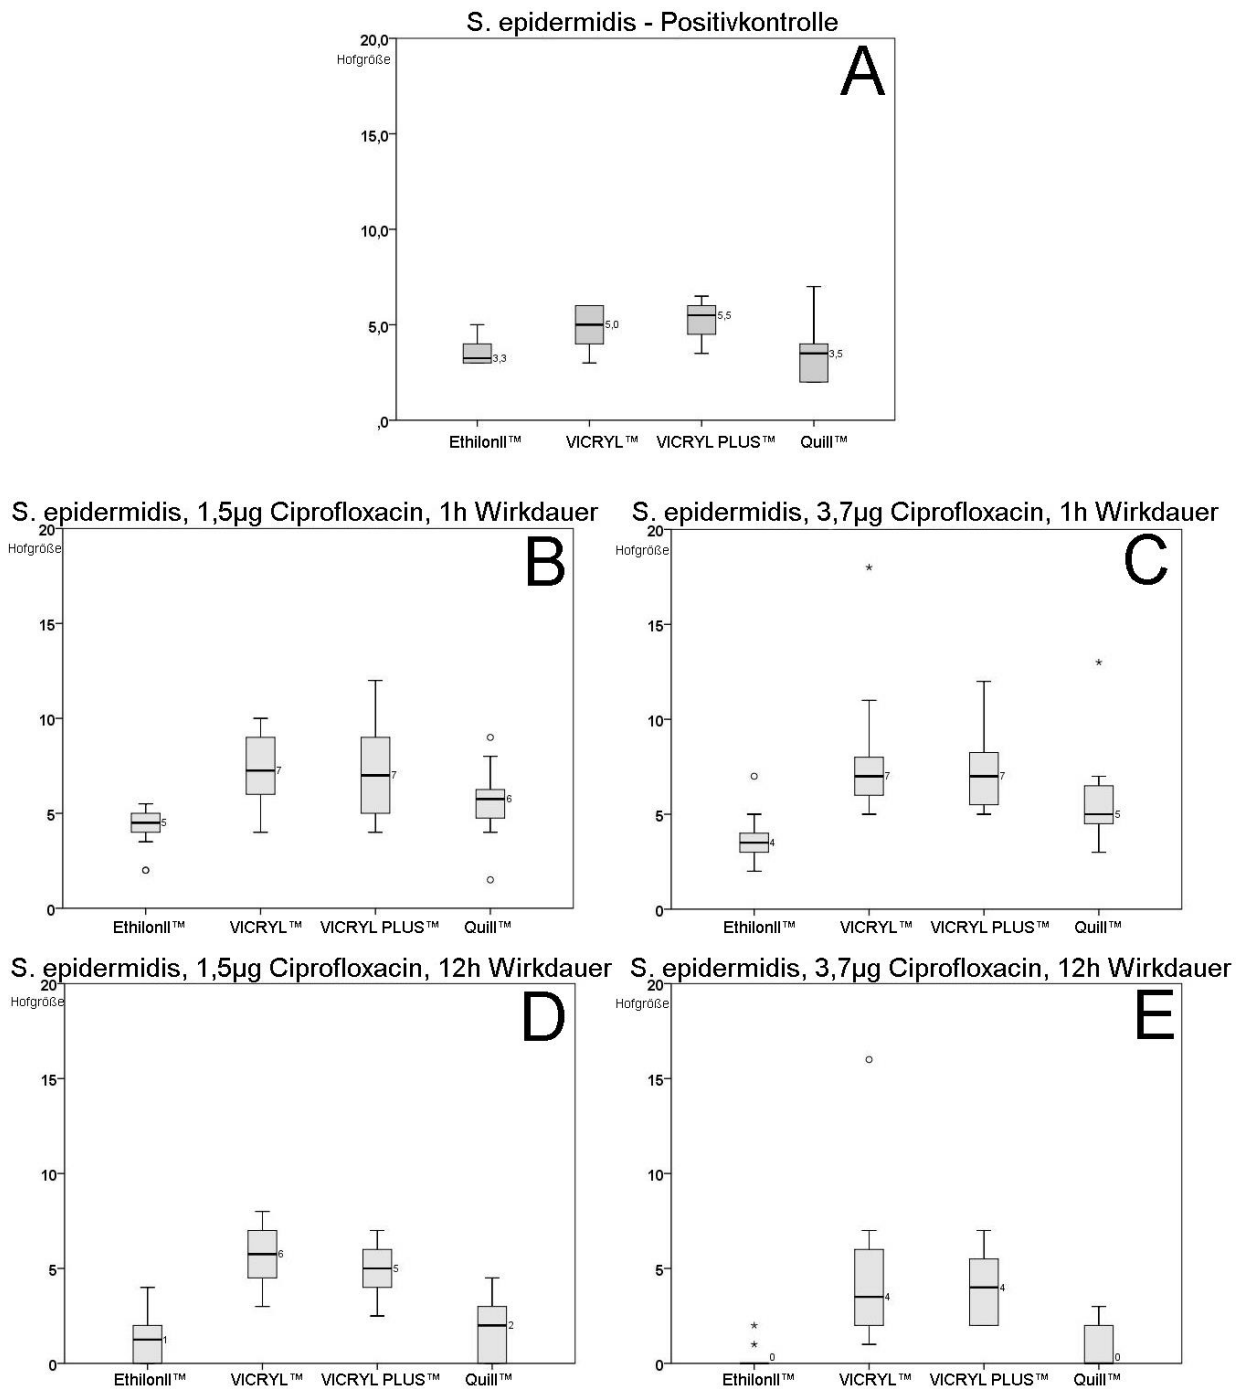 S. epidermidis - Positivkontrolle
A
20,0
Hofgröße
15,0
10,0
5,0
,0
3,3
5,0
5,5
3,5
EthilonII™ VICRYL™ VICRYL PLUS™ Quill™
S. epidermidis, 1,5µg Ciprofloxacin, 1h Wirkdauer
B
20
Hofgröße
15
10
5
0
5
7
7
6
EthilonII™ VICRYL™ VICRYL PLUS™ Quill™
S. epidermidis, 3,7µg Ciprofloxacin, 1h Wirkdauer
C
20
Hofgröße
15
10
5
0
4
7
7
5
EthilonII™ VICRYL™ VICRYL PLUS™ Quill™
S. epidermidis, 1,5µg Ciprofloxacin, 12h Wirkdauer
D
20
Hofgröße
15
10
5
0
1
6
5
2
EthilonII™ VICRYL™ VICRYL PLUS™ Quill™
S. epidermidis, 3,7µg Ciprofloxacin, 12h Wirkdauer
E
20
Hofgröße
15
10
5
0
0
4
4
0
EthilonII™ VICRYL™ VICRYL PLUS™ Quill™